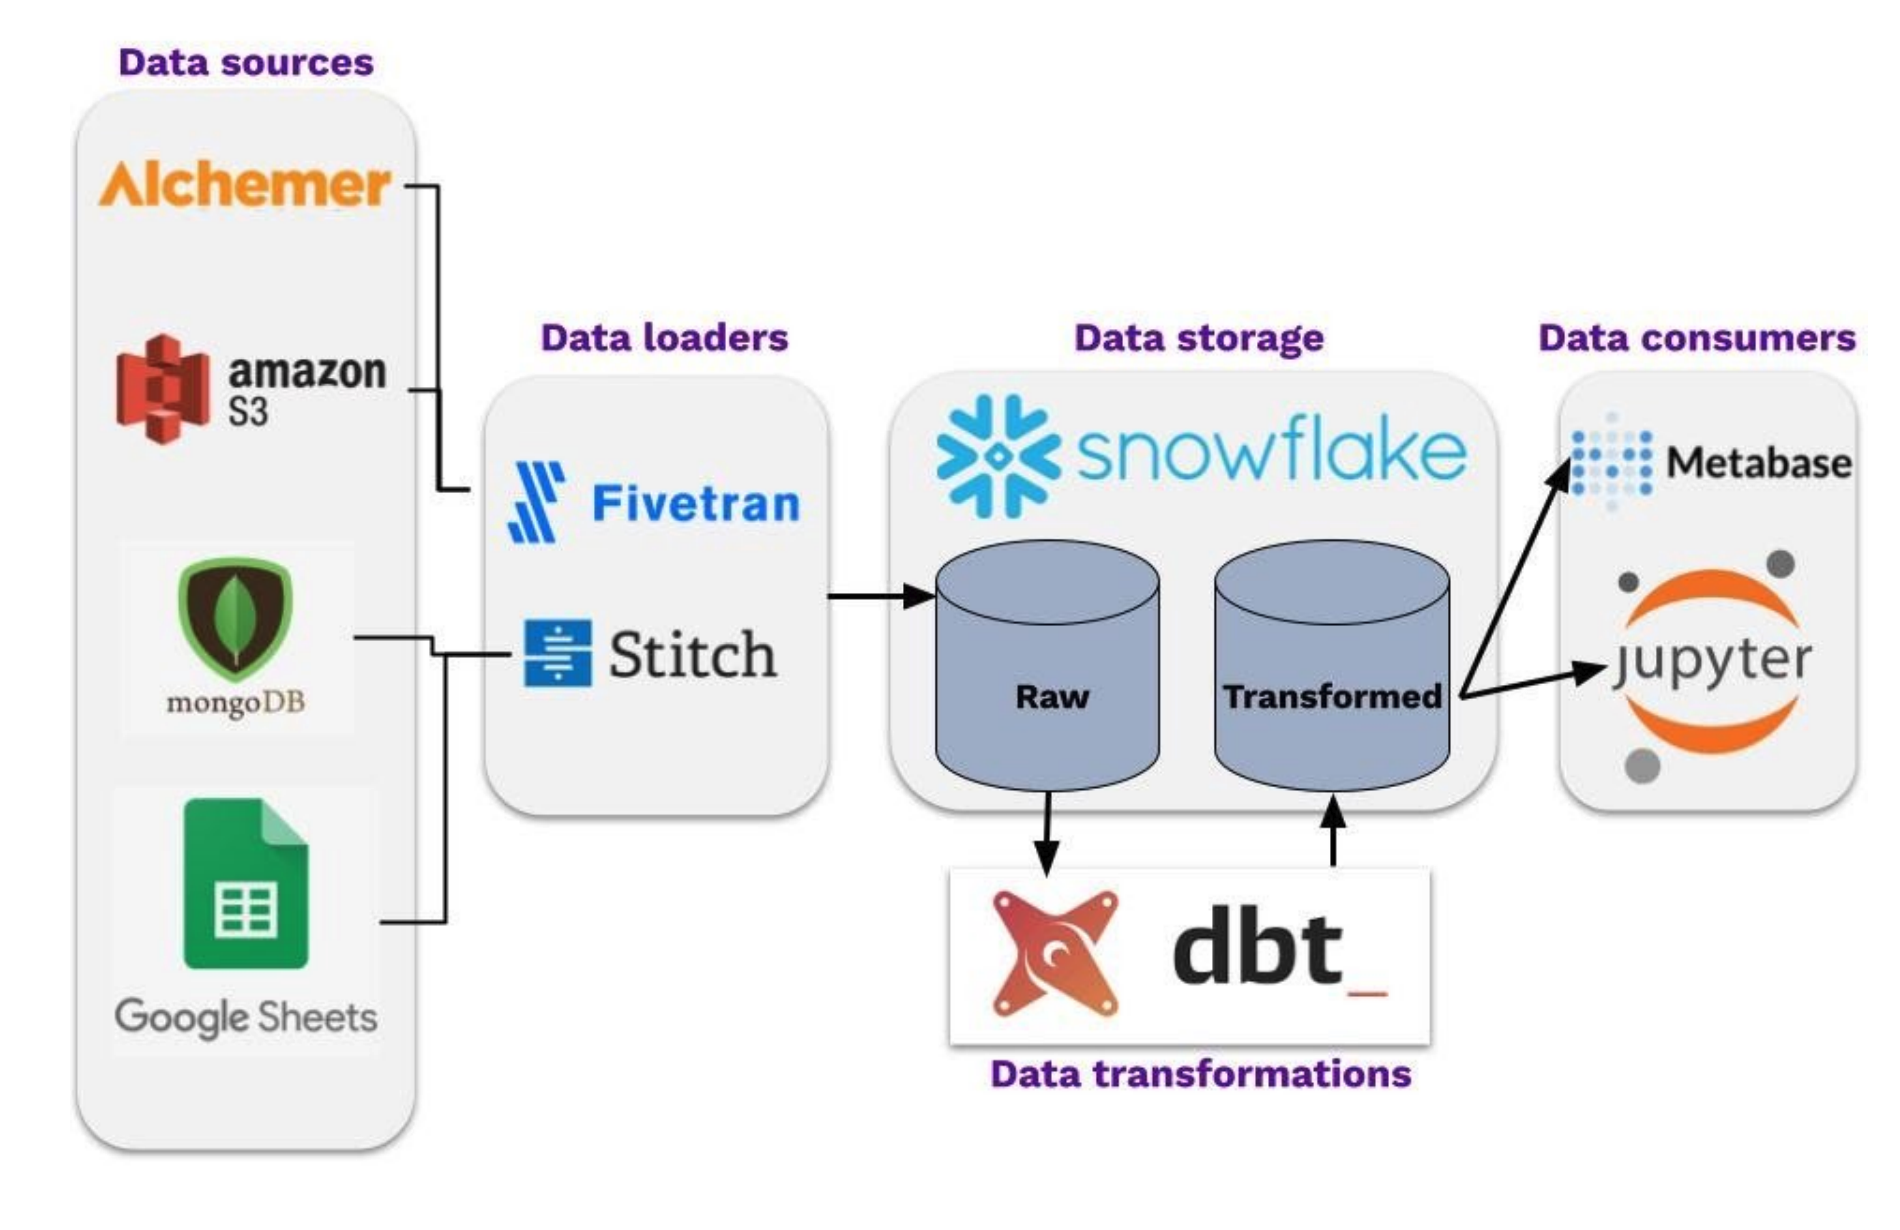 Data sources
Alchemer
amazon
S3
mongoDB
Google Sheets
Data loaders
Fivetran
Stitch
Data storage
snowflake
Raw
Transformed
dbt_
Data transformations
Data consumers
Metabase
jupyter